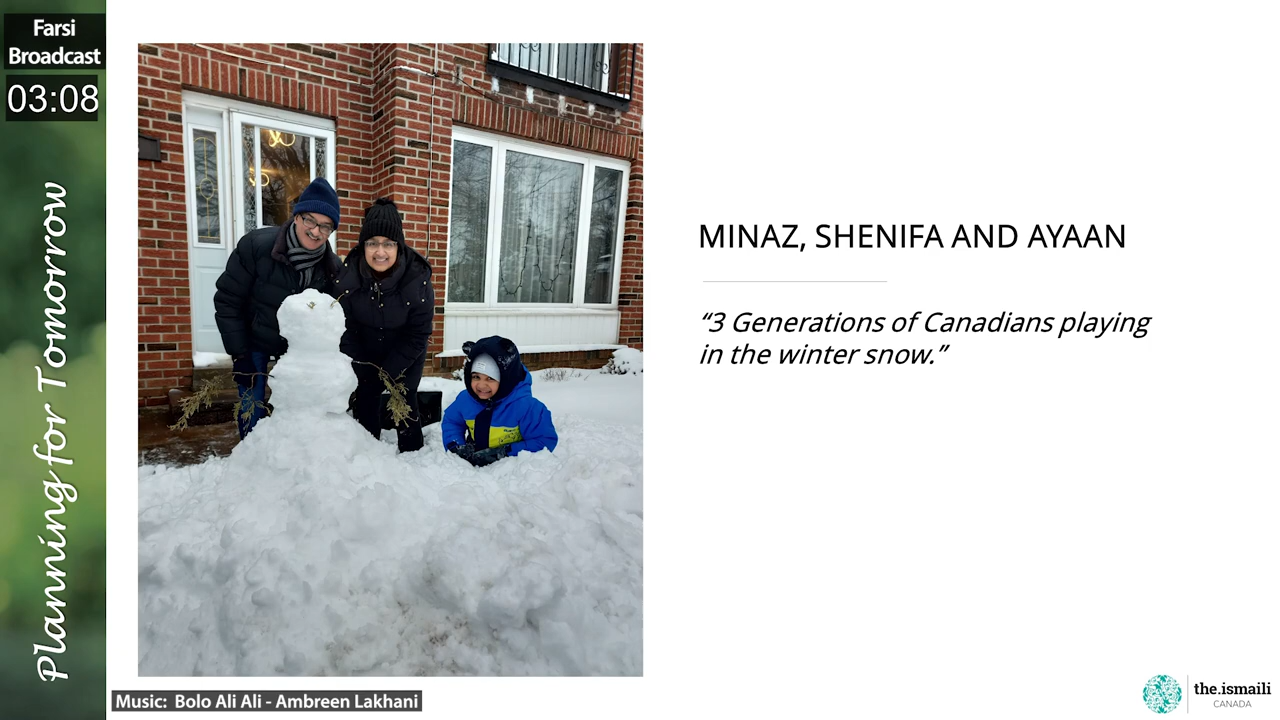 Farsi
Broadcast
03:08
Planning for Tomorrow
MINAZ, SHENIFA AND AYAAN
“3 Generations of Canadians playing
in the winter snow.”
Music: Bolo Ali Ali - Ambreen Lakhani
the.ismaili
CANADA